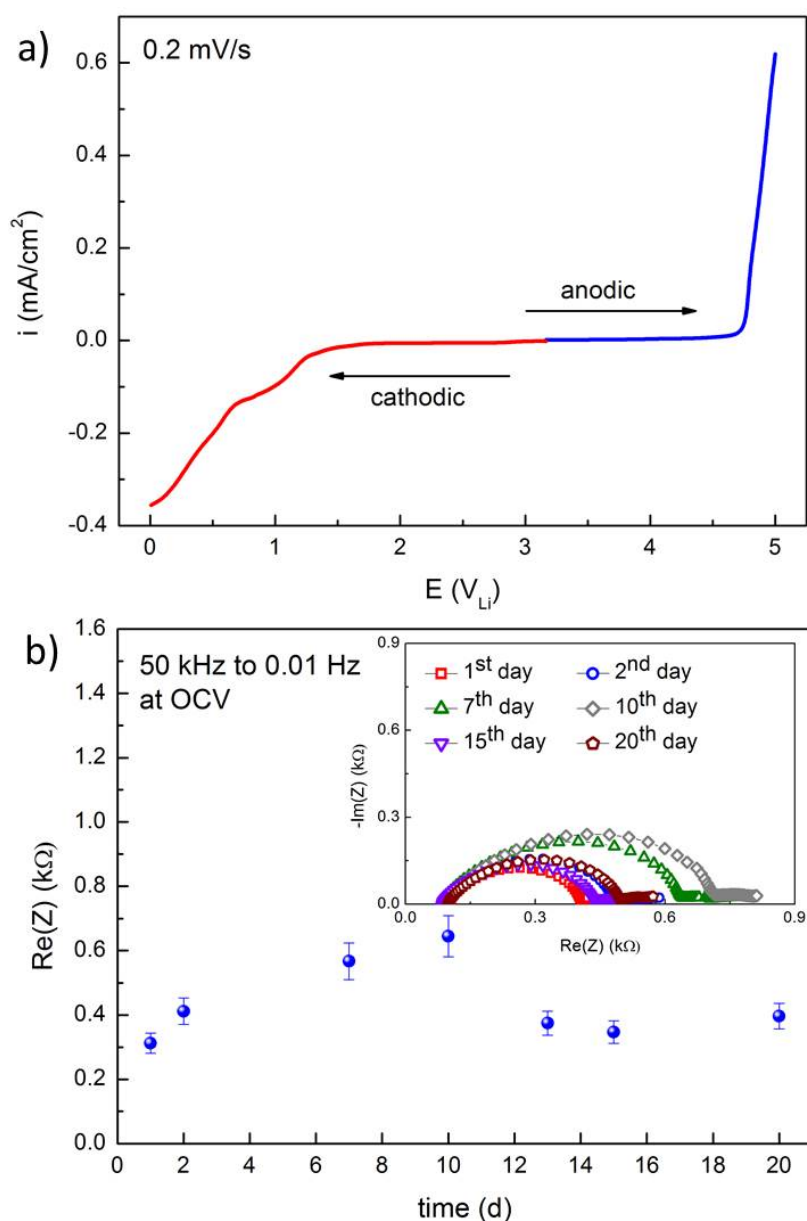 a)
0.2 mV/s
0.6
0.4
0.2
0.0
-0.2
-0.4
i (mA/cm²)
anodic
cathodic
0 1 2 3 4 5
E (V_Li)
b)
50 kHz to 0.01 Hz
at OCV
1.6
1.4
1.2
1.0
0.8
0.6
0.4
0.2
0.0
Re(Z) (kΩ)
0 2 4 6 8 10 12 14 16 18 20
time (d)
1st day 2nd day
7th day 10th day
15th day 20th day
0.9
0.6
0.3
0.0
-Im(Z) (kΩ)
0.0 0.3 0.6 0.9
Re(Z) (kΩ)